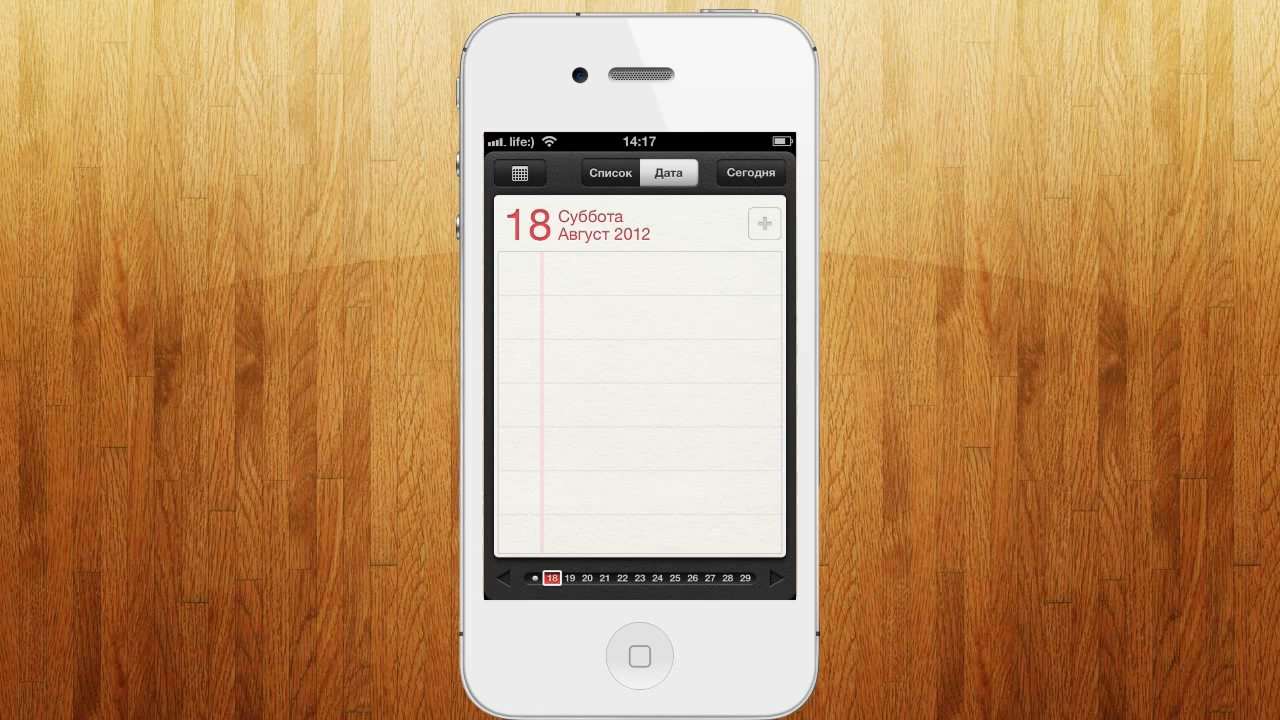 life:) 14:17
Список Дата Сегодня
18 Суббота
Август 2012
18 19 20 21 22 23 24 25 26 27 28 29